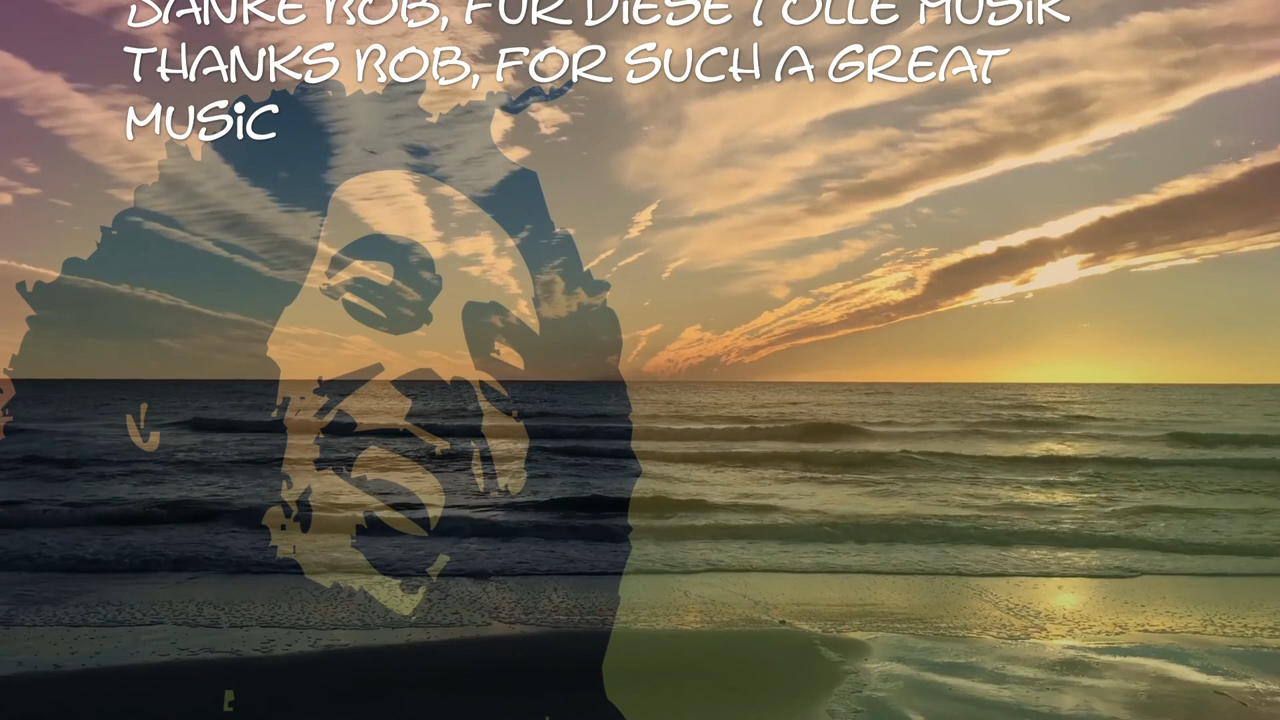 DANKE BOB, FÜR DIESE TOLLE MUSIK
THANKS BOB, FOR SUCH A GREAT
MUSIC